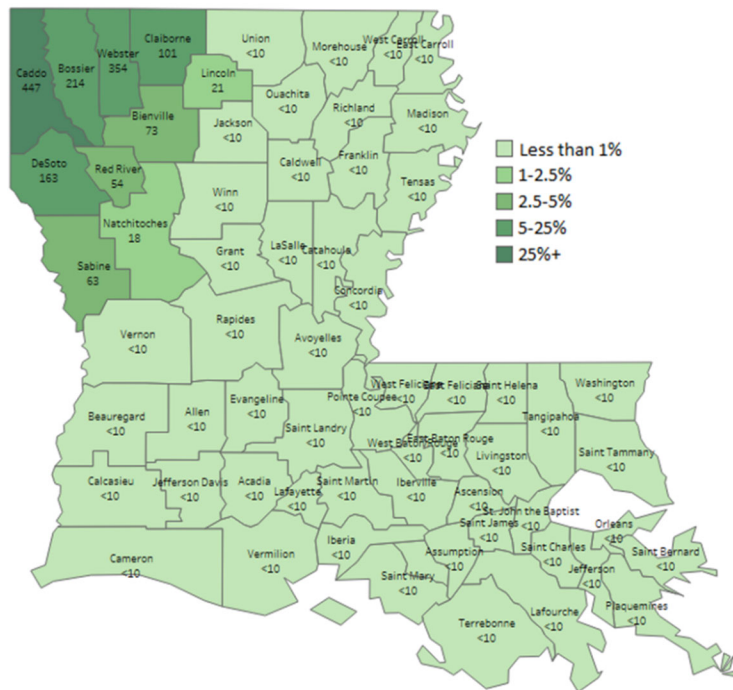 Caddo
447
Bossier
214
Webster
354
Claiborne
101
Union
<10
Morehouse
<10
West Carroll
<10
East Carroll
<10
Lincoln
21
Bienville
73
Jackson
<10
Ouachita
<10
Richland
<10
Madison
<10
DeSoto
163
Red River
54
Caldwell
<10
Franklin
<10
Tensas
<10
Winn
<10
Natchitoches
18
Sabine
63
Grant
<10
LaSalle
<10
Catahoula
<10
Concordia
<10
Less than 1%
1-2.5%
2.5-5%
5-25%
25%+
Vernon
<10
Rapides
<10
Avoyelles
<10
Beauregard
<10
Allen
<10
Evangeline
<10
Saint Landry
<10
Pointe Coupee
<10
West Feliciana
<10
East Feliciana
<10
Saint Helena
<10
Tangipahoa
<10
Washington
<10
West Baton Rouge
<10
East Baton Rouge
<10
Livingston
<10
Saint Tammany
<10
Calcasieu
<10
Jefferson Davis
<10
Acadia
<10
Lafayette
<10
Saint Martin
<10
Iberville
<10
Ascension
<10
St. John the Baptist
<10
Saint James
<10
Orleans
<10
Cameron
<10
Vermilion
<10
Iberia
<10
Saint Mary
<10
Assumption
<10
Saint Charles
<10
Jefferson
<10
Saint Bernard
<10
Plaquemines
<10
Terrebonne
<10
Lafourche
<10